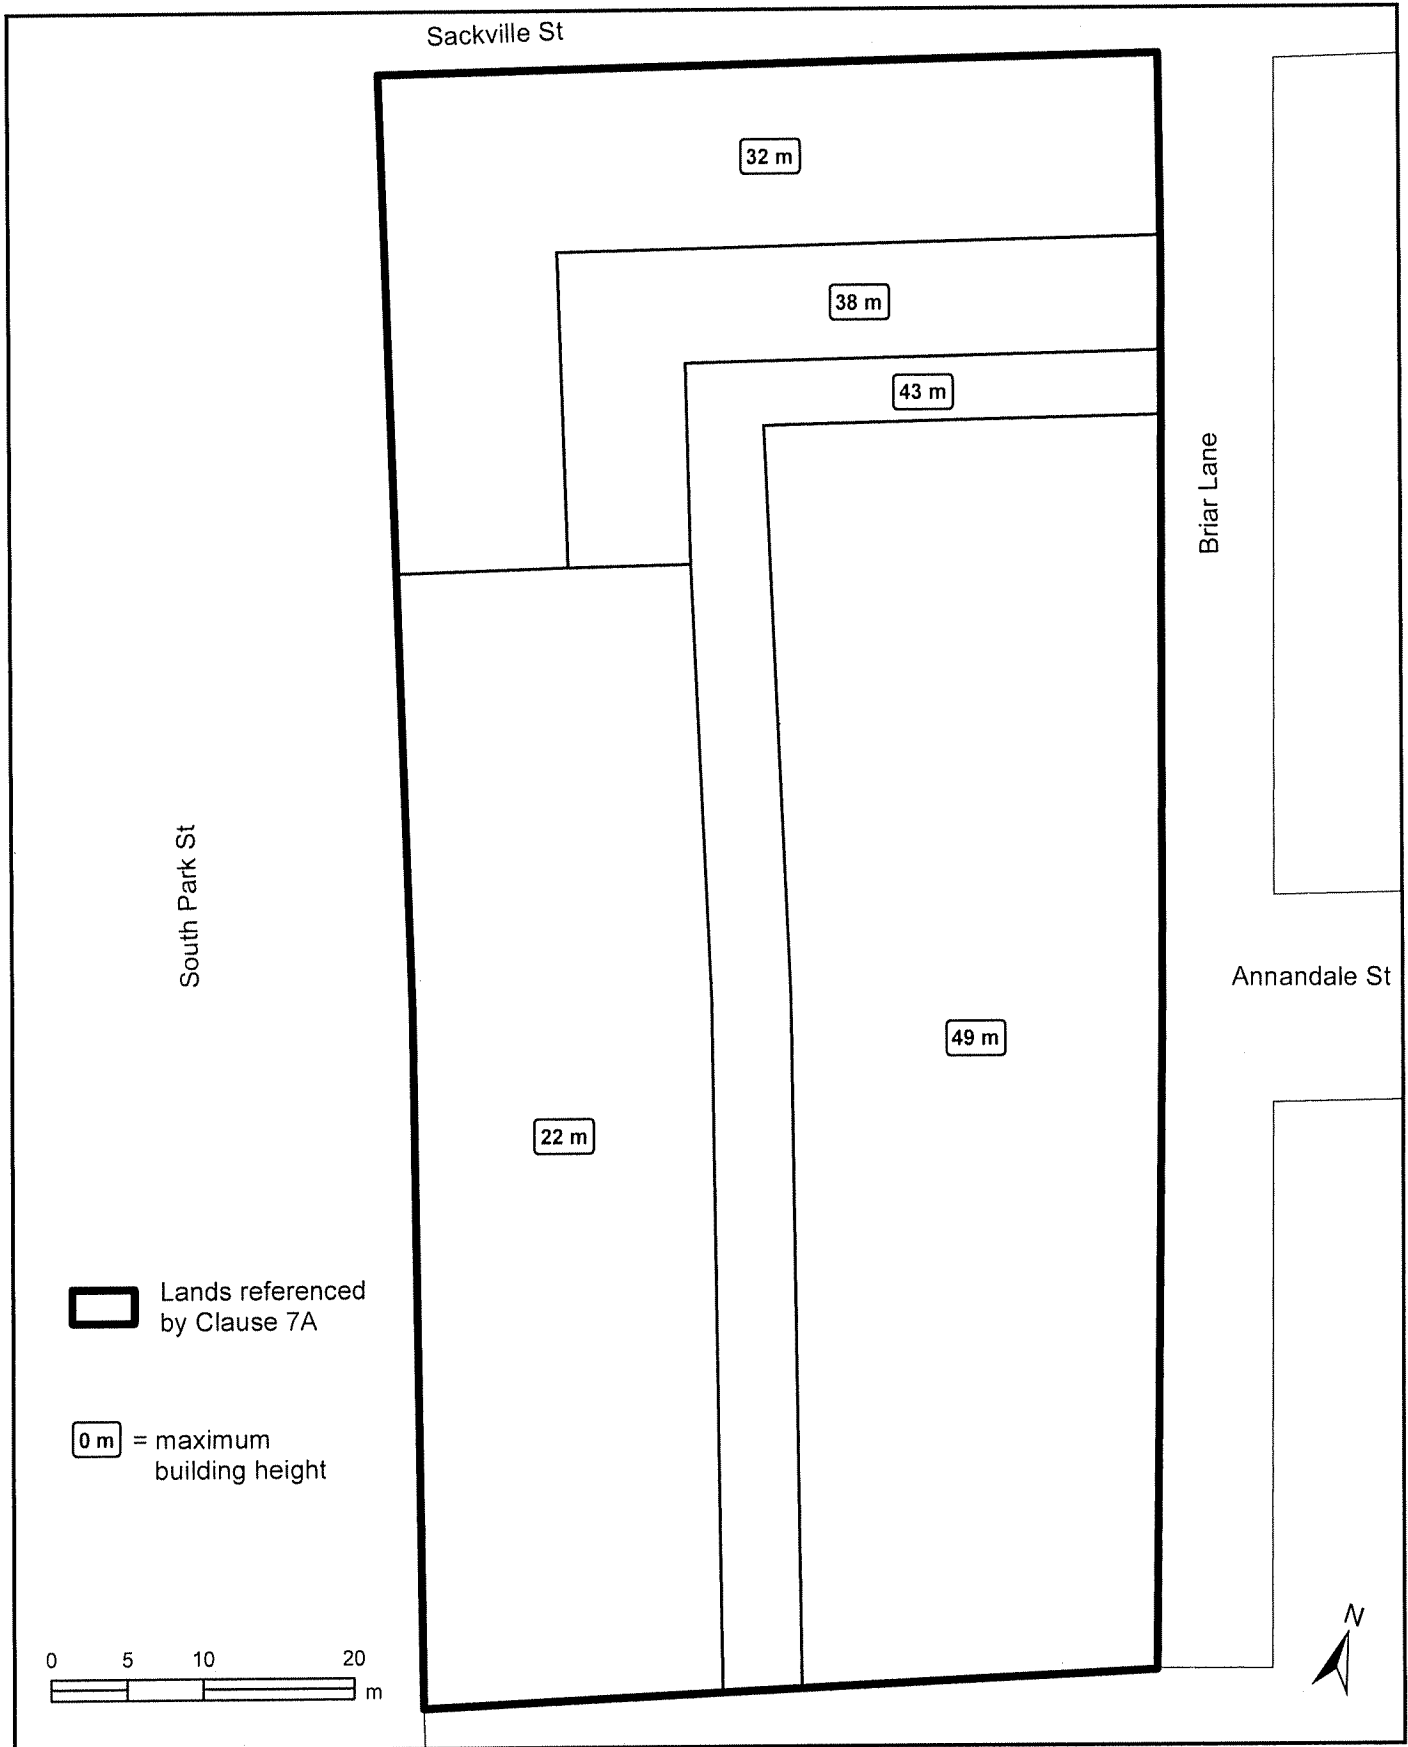 Sackville St
32 m
38 m
43 m
Briar Lane
South Park St
Annandale St
49 m
22 m
Lands referenced
by Clause 7A
0 m = maximum
building height
N
0 5 10 20
m